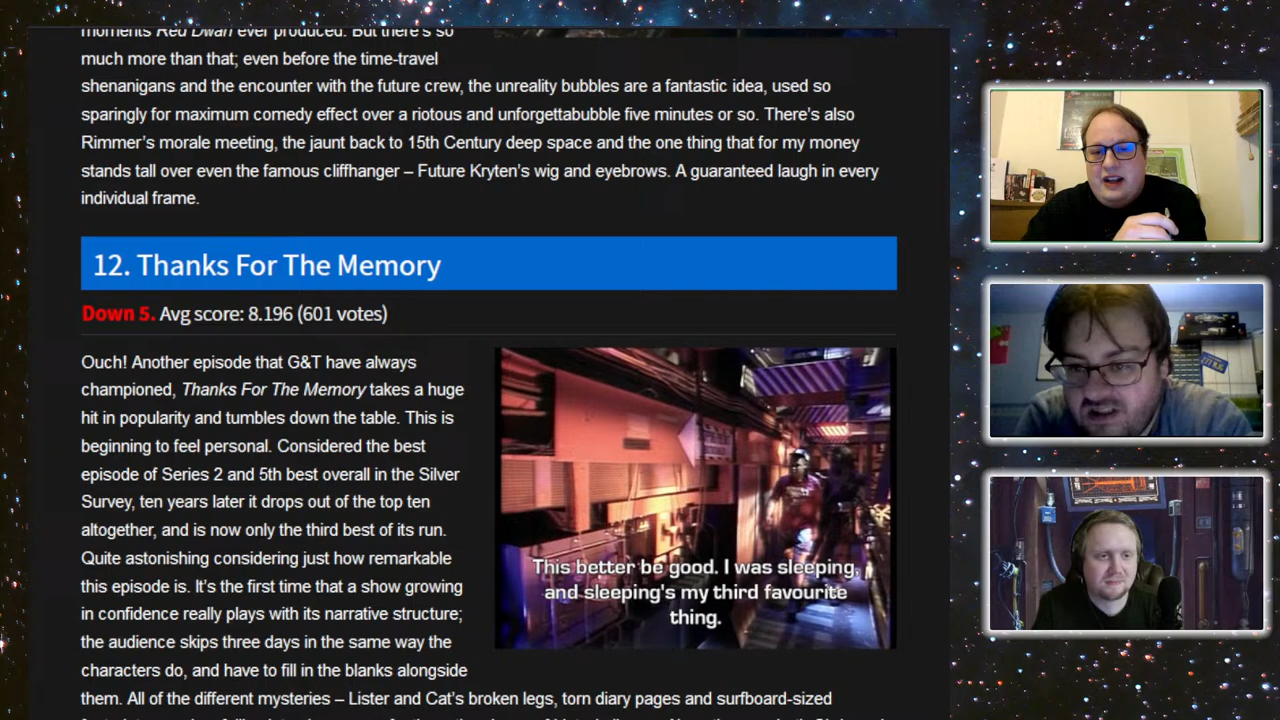 moments Red Dwarf ever produced. But there's so
much more than that; even before the time-travel
shenanigans and the encounter with the future crew, the unreality bubbles are a fantastic idea, used so
sparingly for maximum comedy effect over a riotous and unforgettabubble five minutes or so. There's also
Rimmer's morale meeting, the jaunt back to 15th Century deep space and the one thing that for my money
stands tall over even the famous cliffhanger – Future Kryten's wig and eyebrows. A guaranteed laugh in every
individual frame.
12. Thanks For The Memory
Down 5. Avg score: 8.196 (601 votes)
Ouch! Another episode that G&T have always
championed, Thanks For The Memory takes a huge
hit in popularity and tumbles down the table. This is
beginning to feel personal. Considered the best
episode of Series 2 and 5th best overall in the Silver
Survey, ten years later it drops out of the top ten
altogether, and is now only the third best of its run.
Quite astonishing considering just how remarkable
this episode is. It's the first time that a show growing
in confidence really plays with its narrative structure;
the audience skips three days in the same way the
characters do, and have to fill in the blanks alongside
them. All of the different mysteries – Lister and Cat's broken legs, torn diary pages and surfboard-sized
This better be good. I was sleeping,
and sleeping's my third favourite
thing.